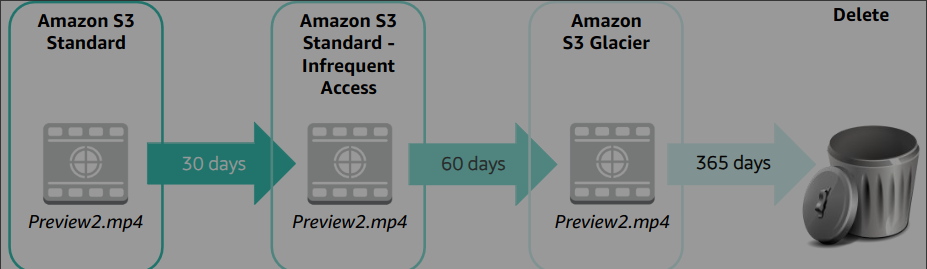 Amazon S3
Standard
Amazon S3
Standard -
Infrequent
Access
Amazon
S3 Glacier
Delete
30 days
60 days
365 days
Preview2.mp4
Preview2.mp4
Preview2.mp4